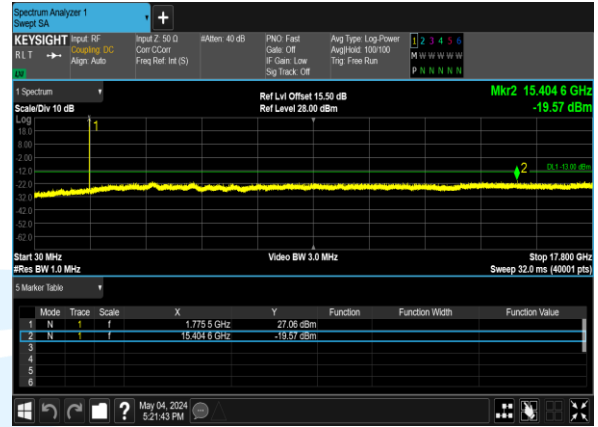 Spectrum Analyzer 1
Swept SA
+
KEYSIGHT Input: RF Input Z: 50 Ω #Atten: 40 dB PNO: Fast Avg Type: Log-Power 1 2 3 4 5 6
RLT Coupling: DC Corr CCorr Gate: Off Avg|Hold: 100/100 M W W W W W
Align: Auto Freq Ref: Int (S) IF Gain: Low Trig: Free Run
Sig Track: Off P N N N N N
1 Spectrum Ref Lvl Offset 15.50 dB Mkr2 15.404 6 GHz
Scale/Div 10 dB Ref Level 28.00 dBm -19.57 dBm
Log
1
18.0
8.00
-2.00
2 DL1 -13.00 dBm
-12.0
-22.0
-32.0
-42.0
-52.0
-62.0
Start 30 MHz Video BW 3.0 MHz Stop 17.800 GHz
#Res BW 1.0 MHz Sweep 32.0 ms (40001 pts)
5 Marker Table
Mode Trace Scale X Y Function Function Width Function Value
1 N 1 f 1.775 5 GHz 27.06 dBm
2 N 1 f 15.404 6 GHz -19.57 dBm
3
4
5
6
? May 04, 2024
5:21:43 PM